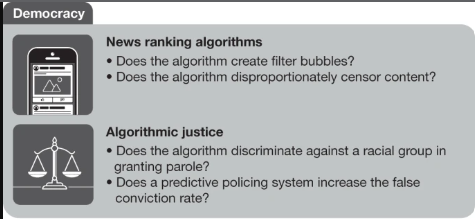 Democracy
News ranking algorithms
• Does the algorithm create filter bubbles?
• Does the algorithm disproportionately censor content?
Algorithmic justice
• Does the algorithm discriminate against a racial group in
granting parole?
• Does a predictive policing system increase the false
conviction rate?